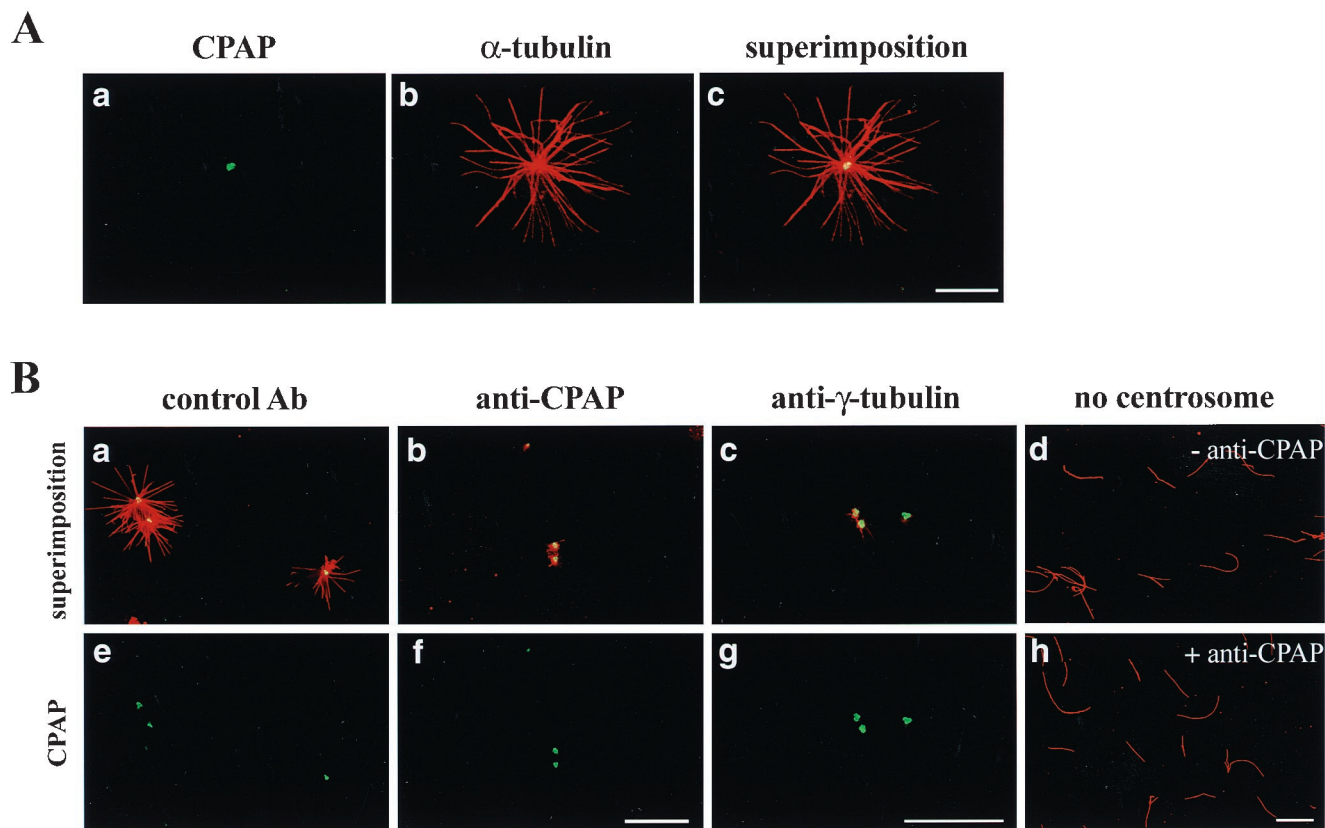 A
CPAP α-tubulin superimposition
a b c
B
control Ab anti-CPAP anti-γ-tubulin no centrosome
superimposition
a b c d - anti-CPAP
CPAP
e f g h + anti-CPAP